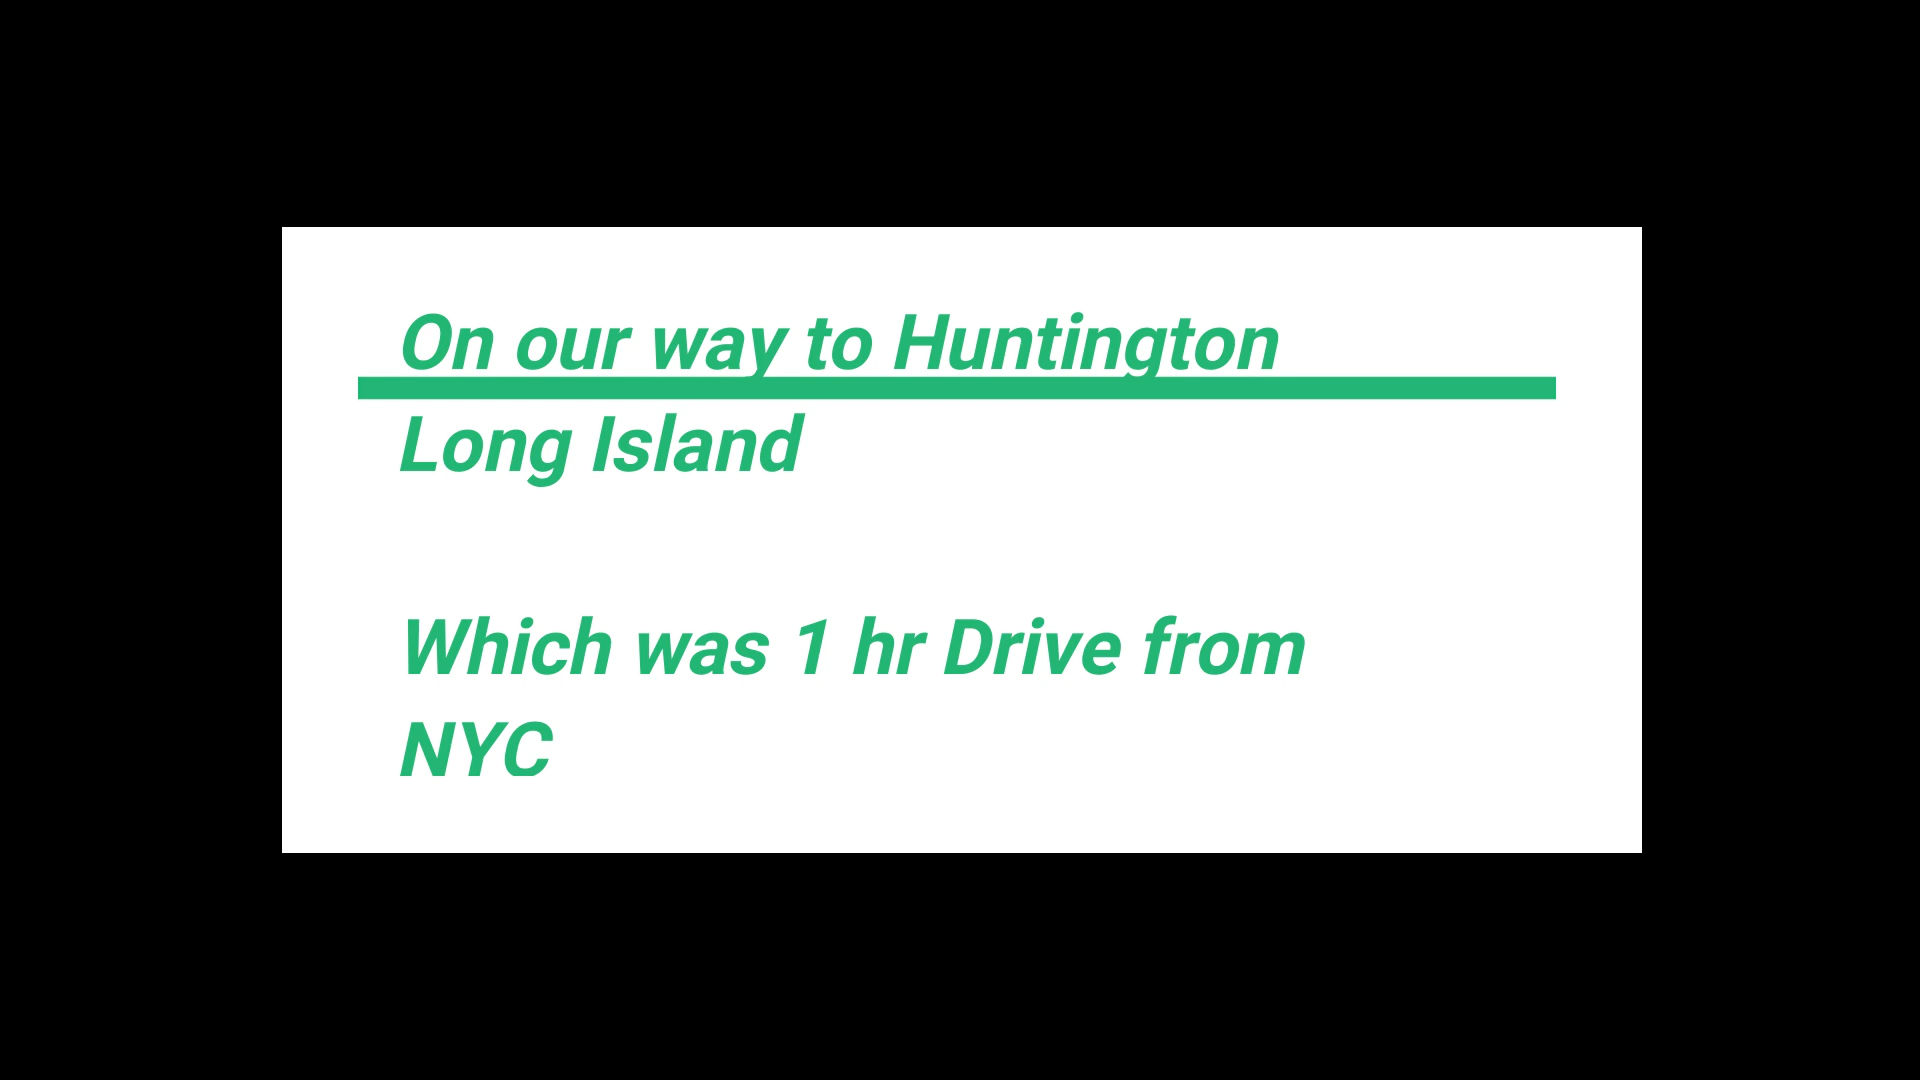 On our way to Huntington
Long Island
Which was 1 hr Drive from
NYC